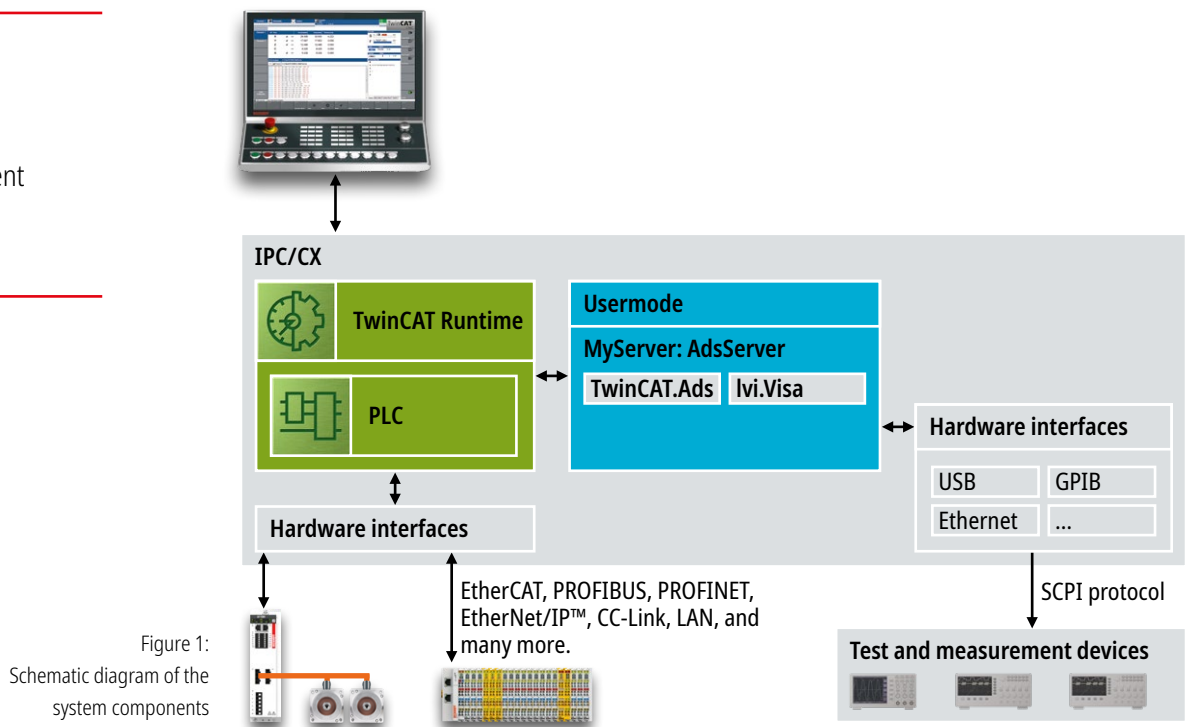 TwinCAT
ent
IPC/CX
TwinCAT Runtime
PLC
Usermode
MyServer: AdsServer
TwinCAT.Ads
lvi.Visa
Hardware interfaces
USB
GPIB
Ethernet
...
Hardware interfaces
EtherCAT, PROFIBUS, PROFINET,
EtherNet/IP™, CC-Link, LAN, and
many more.
SCPI protocol
Test and measurement devices
Figure 1:
Schematic diagram of the
system components